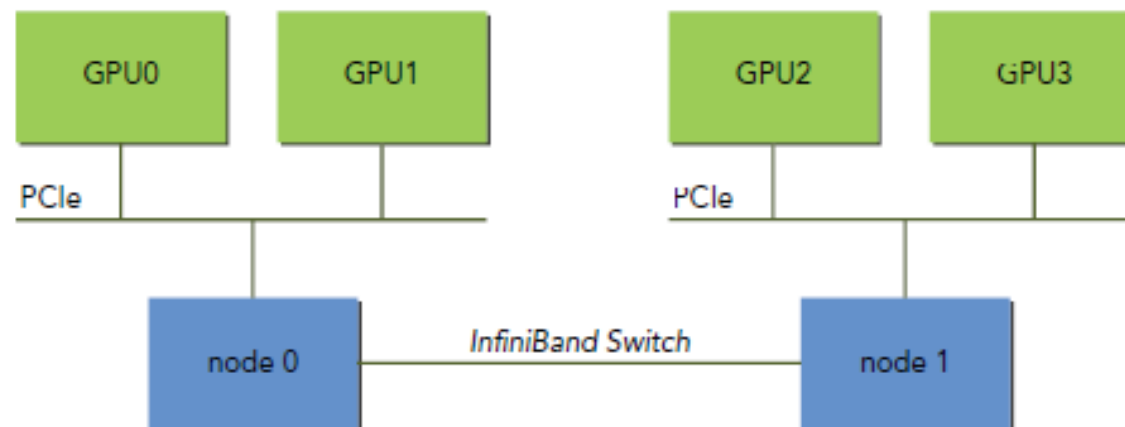 GPU0 GPU1 GPU2 GPU3
PCIe PCIe
InfiniBand Switch
node 0 node 1